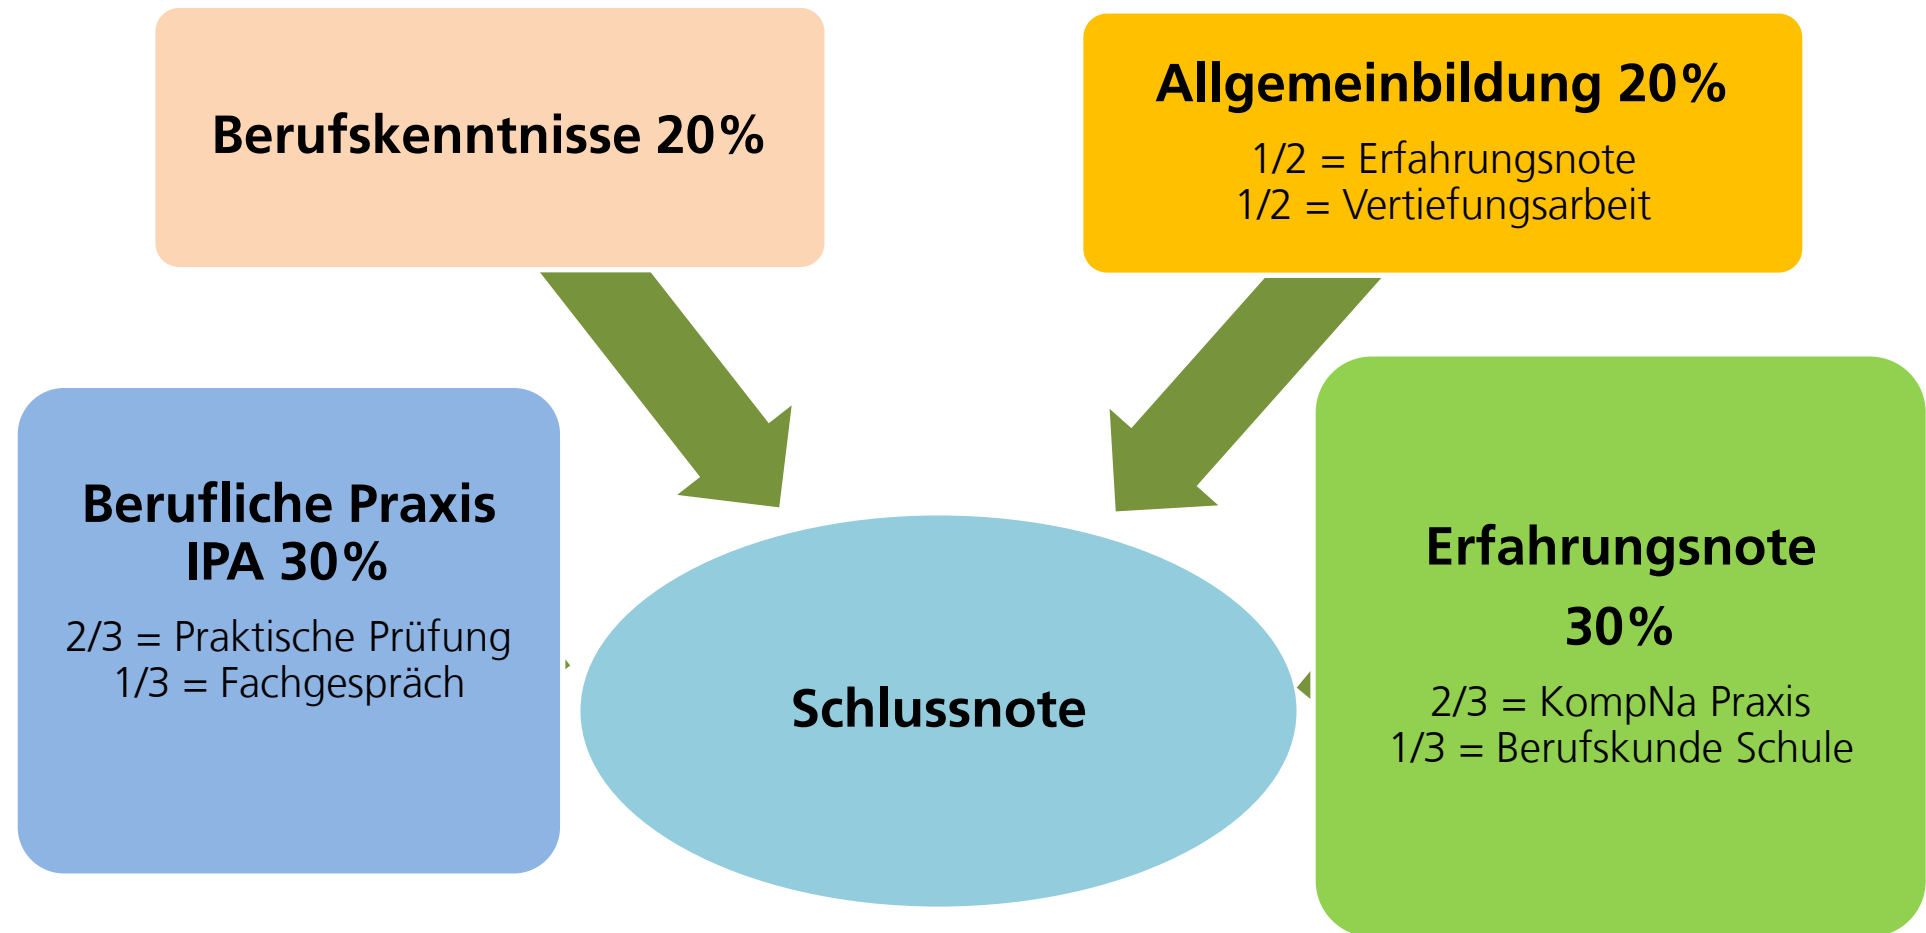 Berufskenntnisse 20%
Allgemeinbildung 20%
1/2 = Erfahrungsnote
1/2 = Vertiefungsarbeit
Berufliche Praxis
IPA 30%
2/3 = Praktische Prüfung
1/3 = Fachgespräch
Schlussnote
Erfahrungsnote
30%
2/3 = KompNa Praxis
1/3 = Berufskunde Schule